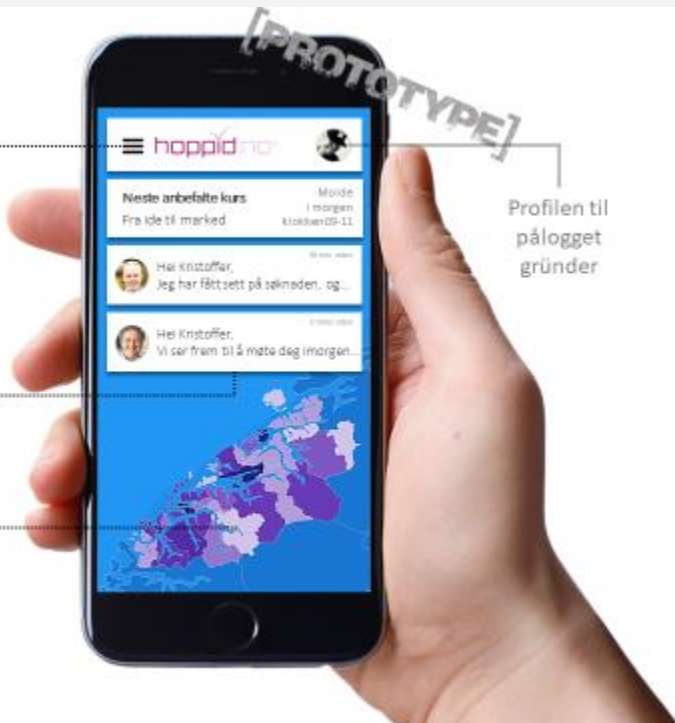 [PROTOTYPE]
hoppid no
Neste anbefalte kurs
Fra ide til marked
Molde
i morgen
klokken 09-11
Hei Kristoffer,
Jeg har fått sett på søknaden, og...
Hei Kristoffer,
Vi ser frem til å møte deg imorgen...
Profilen til
pålogget
gründer